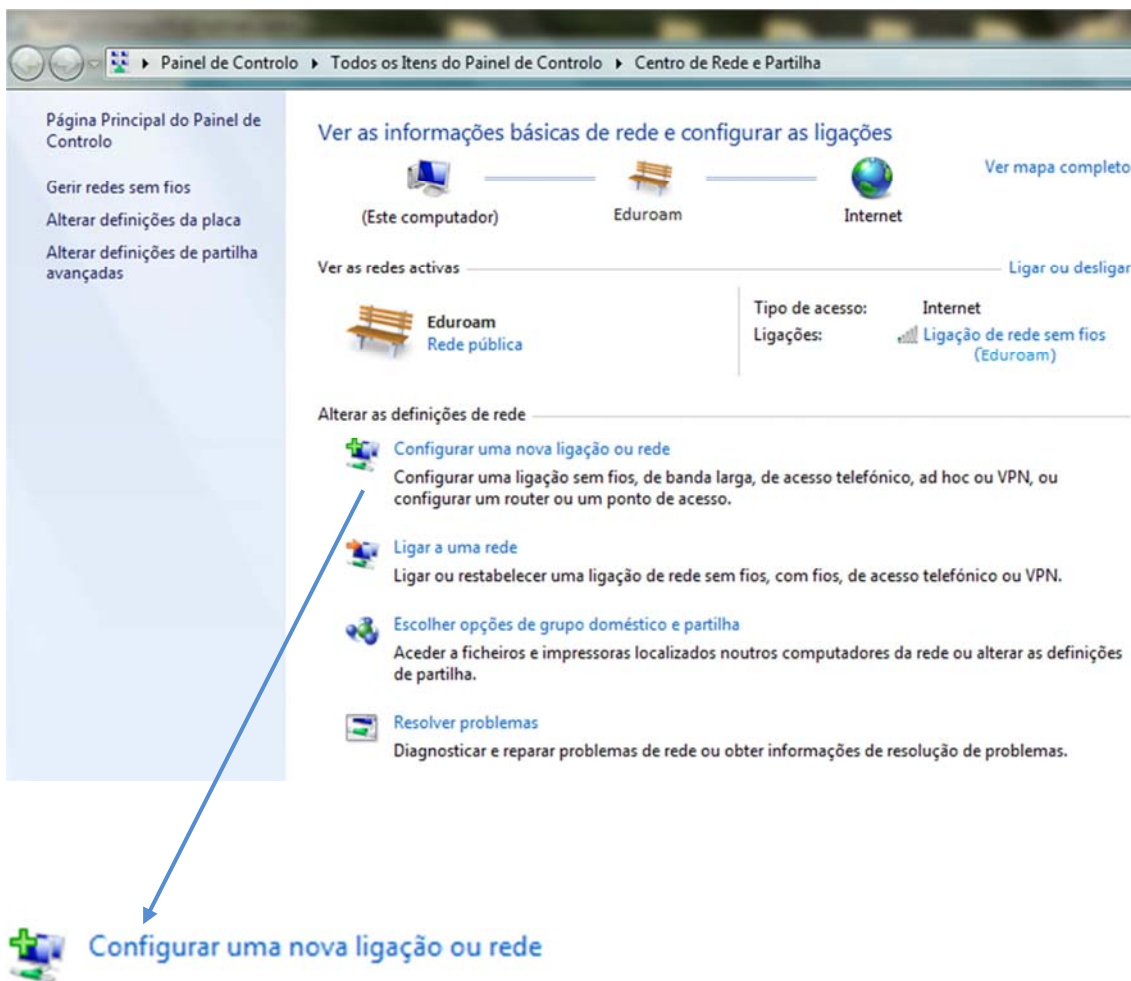 Painel de Controlo ▸ Todos os Itens do Painel de Controlo ▸ Centro de Rede e Partilha
Página Principal do Painel de
Controlo
Gerir redes sem fios
Alterar definições da placa
Alterar definições de partilha
avançadas
Ver as informações básicas de rede e configurar as ligações
Ver mapa completo
(Este computador)
Eduroam
Internet
Ver as redes activas
Ligar ou desligar
Eduroam
Rede pública
Tipo de acesso: Internet
Ligações: Ligação de rede sem fios
(Eduroam)
Alterar as definições de rede
Configurar uma nova ligação ou rede
Configurar uma ligação sem fios, de banda larga, de acesso telefónico, ad hoc ou VPN, ou
configurar um router ou um ponto de acesso.
Ligar a uma rede
Ligar ou restabelecer uma ligação de rede sem fios, com fios, de acesso telefónico ou VPN.
Escolher opções de grupo doméstico e partilha
Aceder a ficheiros e impressoras localizados noutros computadores da rede ou alterar as definições
de partilha.
Resolver problemas
Diagnosticar e reparar problemas de rede ou obter informações de resolução de problemas.
Configurar uma nova ligação ou rede